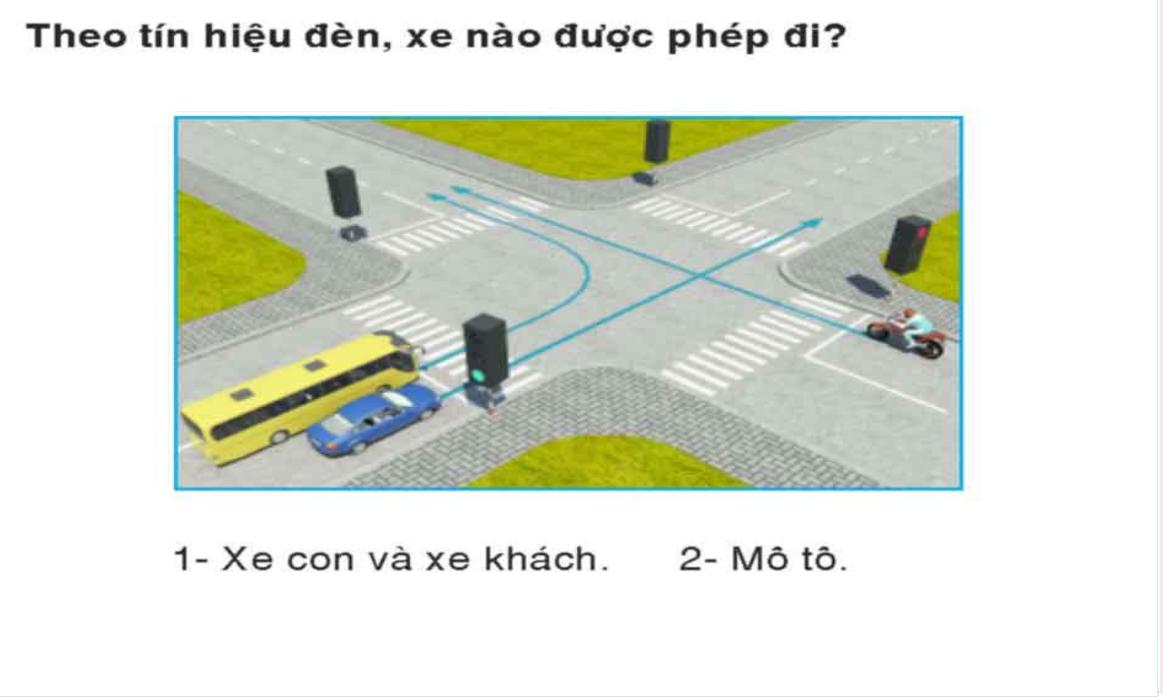 Theo tín hiệu đèn, xe nào được phép đi?
1- Xe con và xe khách. 2- Mô tô.